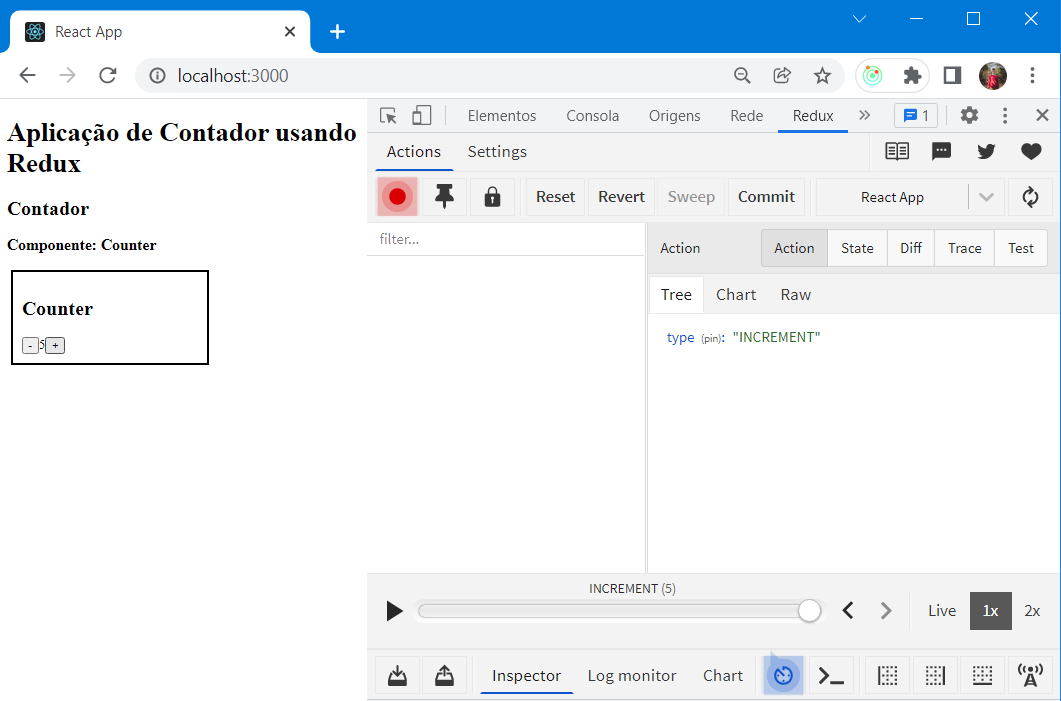 React App
localhost:3000
Aplicação de Contador usando
Redux
Contador
Componente: Counter
Counter
- 5 +
Elementos Consola Origens Rede Redux 1
Actions Settings
Reset Revert Sweep Commit React App
filter...
Action Action State Diff Trace Test
Tree Chart Raw
type (pin): "INCREMENT"
INCREMENT (5)
Live 1x 2x
Inspector Log monitor Chart